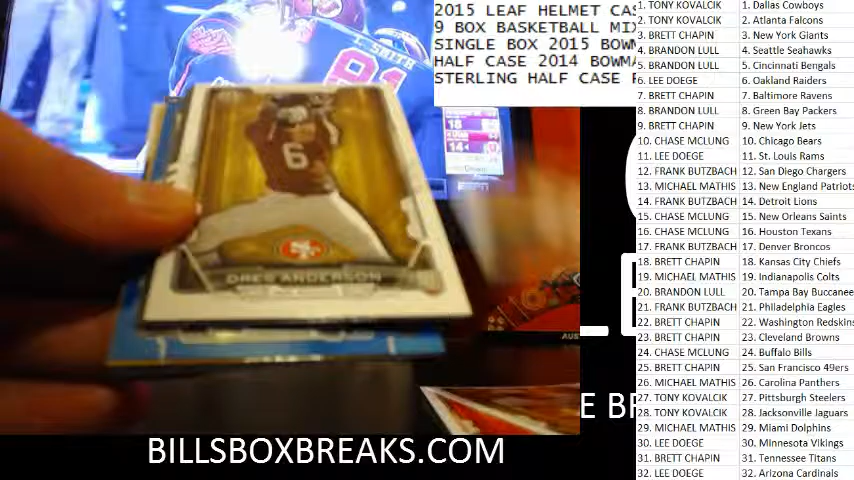 2015 LEAF HELMET CAS
9 BOX BASKETBALL MIX
SINGLE BOX 2015 BOWM
HALF CASE 2014 BOWMA
STERLING HALF CASE
J. SMITH
91
18
14
ESPN
6
DRES ANDERSON
E BR
BILLSBOXBREAKS.COM
1. TONY KOVALCIK 1. Dallas Cowboys
2. TONY KOVALCIK 2. Atlanta Falcons
3. BRETT CHAPIN 3. New York Giants
4. BRANDON LULL 4. Seattle Seahawks
5. BRANDON LULL 5. Cincinnati Bengals
6. LEE DOEGE 6. Oakland Raiders
7. BRETT CHAPIN 7. Baltimore Ravens
8. BRANDON LULL 8. Green Bay Packers
9. BRETT CHAPIN 9. New York Jets
10. CHASE MCLUNG 10. Chicago Bears
11. LEE DOEGE 11. St. Louis Rams
12. FRANK BUTZBACH 12. San Diego Chargers
13. MICHAEL MATHIS 13. New England Patriots
14. FRANK BUTZBACH 14. Detroit Lions
15. CHASE MCLUNG 15. New Orleans Saints
16. CHASE MCLUNG 16. Houston Texans
17. FRANK BUTZBACH 17. Denver Broncos
18. BRETT CHAPIN 18. Kansas City Chiefs
19. MICHAEL MATHIS 19. Indianapolis Colts
20. BRANDON LULL 20. Tampa Bay Buccanee
21. FRANK BUTZBACH 21. Philadelphia Eagles
22. BRETT CHAPIN 22. Washington Redskins
23. BRETT CHAPIN 23. Cleveland Browns
24. CHASE MCLUNG 24. Buffalo Bills
25. BRETT CHAPIN 25. San Francisco 49ers
26. MICHAEL MATHIS 26. Carolina Panthers
27. TONY KOVALCIK 27. Pittsburgh Steelers
28. TONY KOVALCIK 28. Jacksonville Jaguars
29. MICHAEL MATHIS 29. Miami Dolphins
30. LEE DOEGE 30. Minnesota Vikings
31. BRETT CHAPIN 31. Tennessee Titans
32. LEE DOEGE 32. Arizona Cardinals